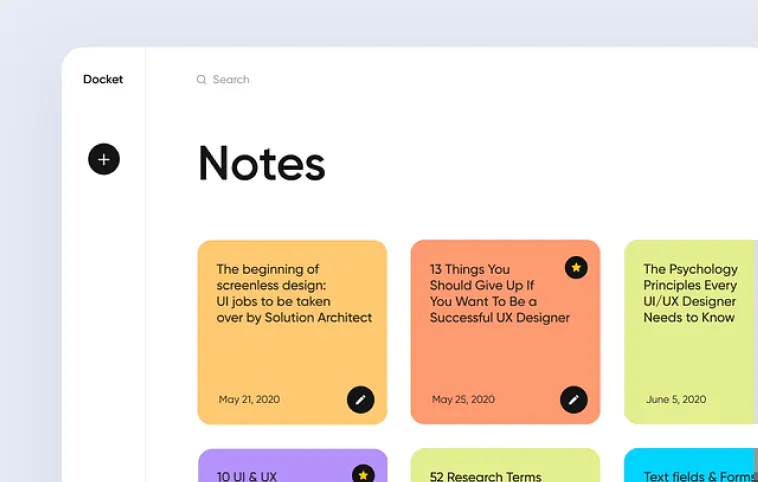 Docket
Search
Notes
The beginning of
screenless design:
UI jobs to be taken
over by Solution Architect
May 21, 2020
13 Things You
Should Give Up If
You Want To Be a
Successful UX Designer
May 25, 2020
The Psychology
Principles Every
UI/UX Designer
Needs to Know
June 5, 2020
10 UI & UX
52 Research Terms
Text fields & Forms